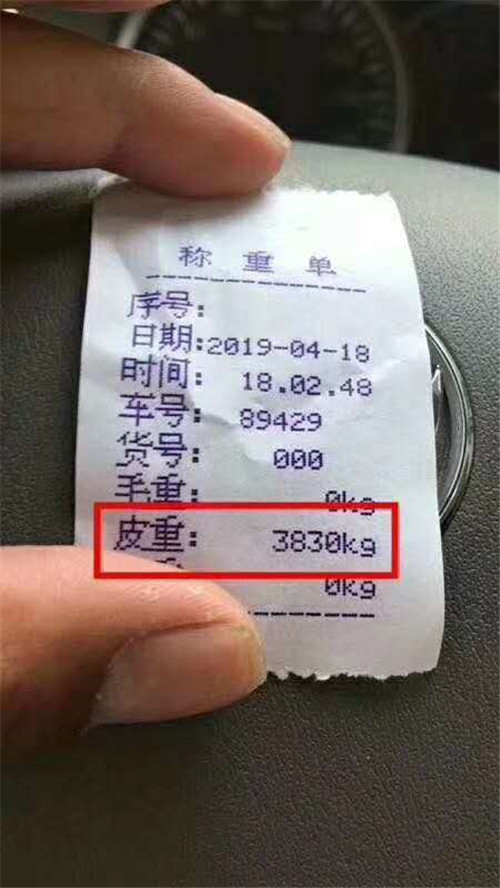 称重单
序号:
日期:2019-04-18
时间: 18.02.48
车号: 89429
货号: 000
毛重: 0kg
皮重: 3830kg
重: 0kg